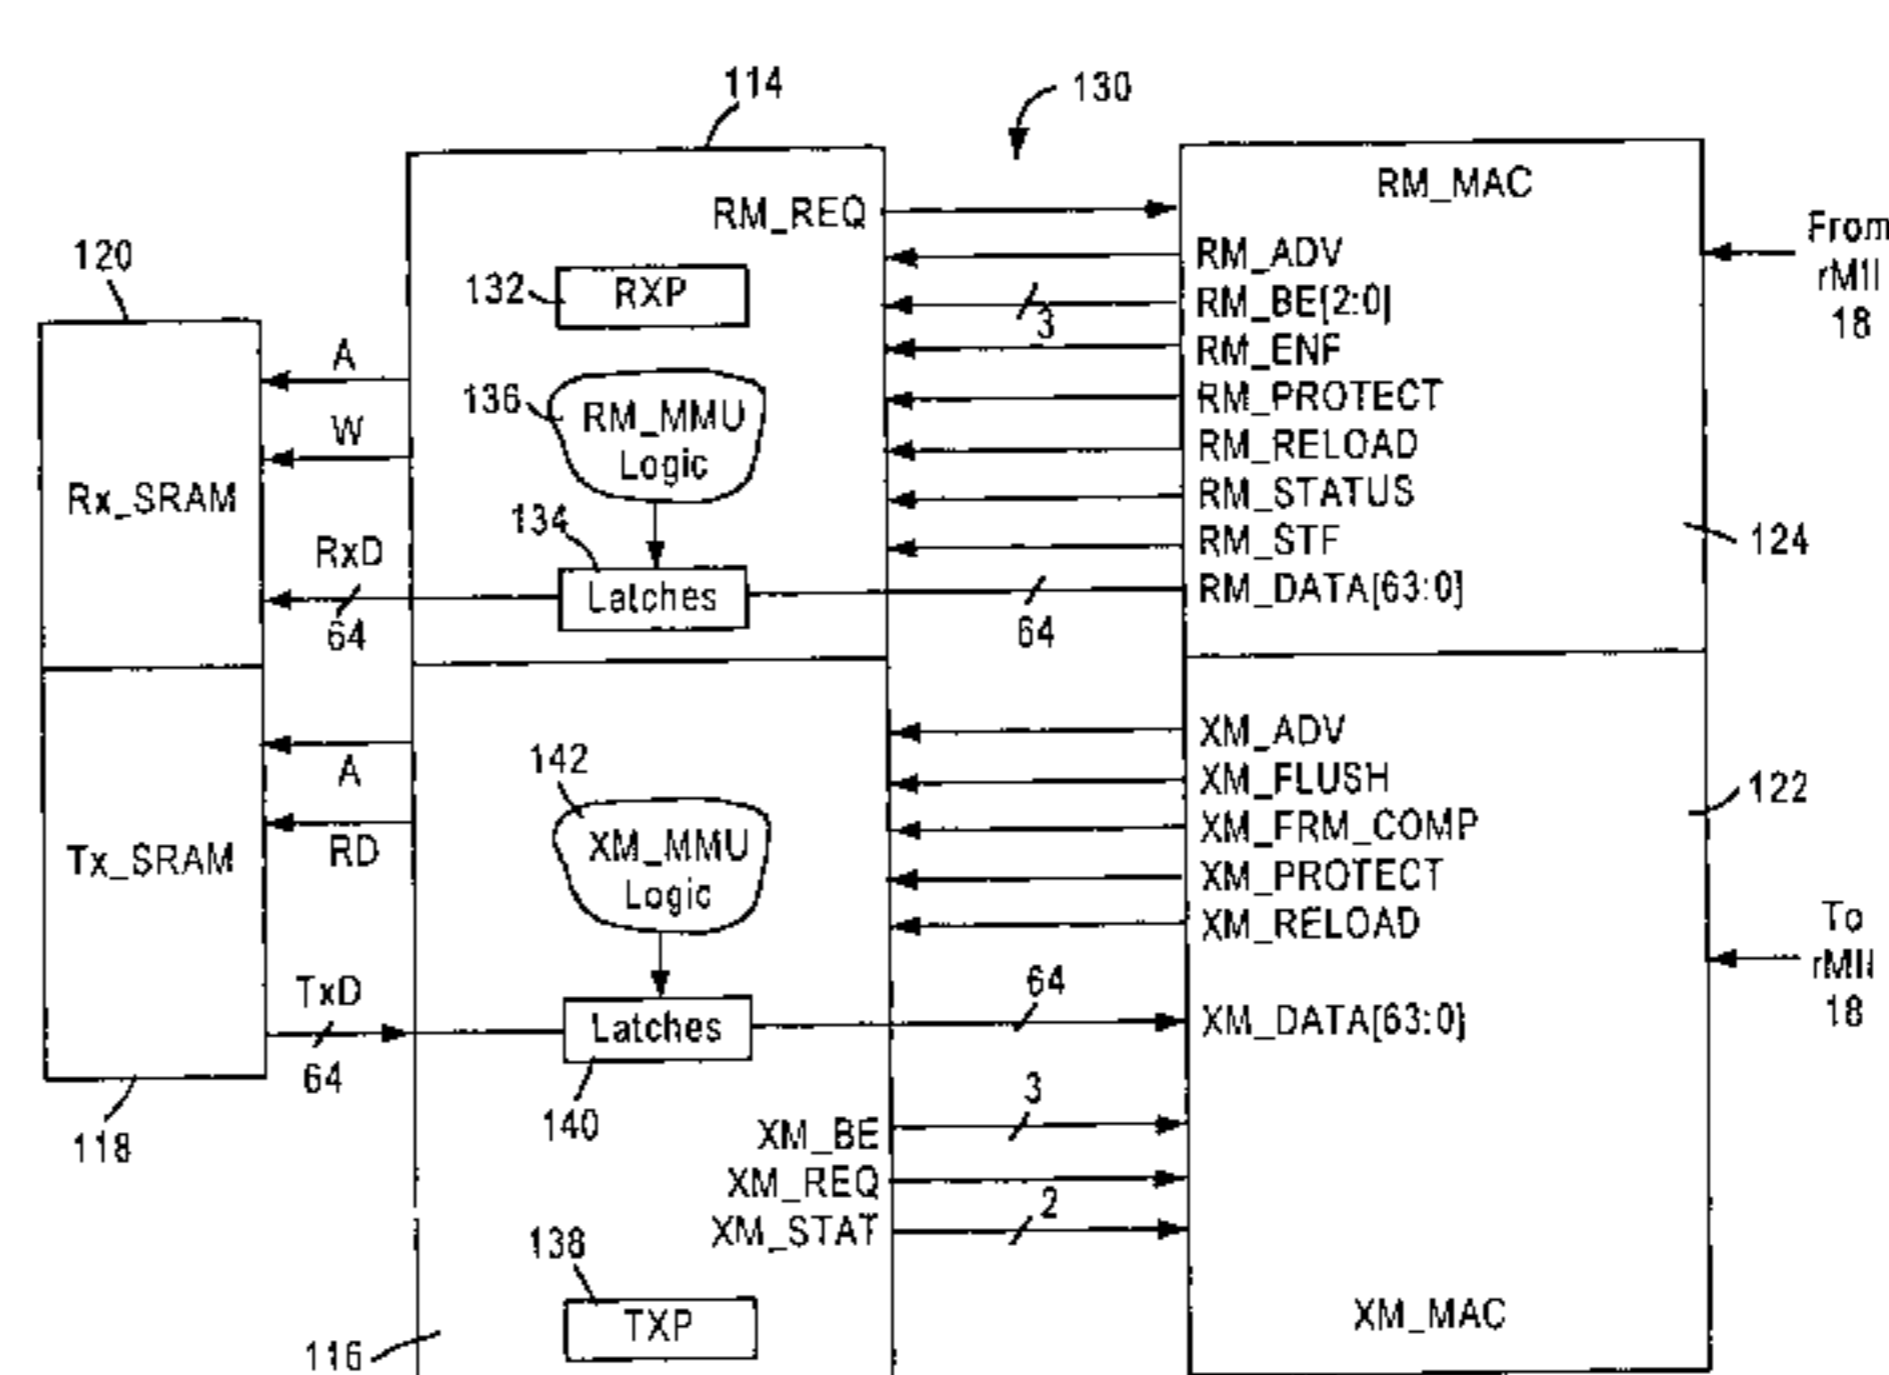 114
130
RM_MAC
RM_REQ
From
rMII
18
120
RM_ADV
132
RXP
RM_BE[2:0]
3
RM_ENF
A
136
RM_MMU
Logic
RM_PROTECT
W
RM_RELOAD
Rx_SRAM
RM_STATUS
134
RM_STF
124
RxD
64
Latches
64
RM_DATA[63:0]
XM_ADV
A
142
XM_FLUSH
122
XM_FRM_COMP
RD
Tx_SRAM
XM_MMU
Logic
XM_PROTECT
XM_RELOAD
To
rMII
18
TxD
64
64
Latches
XM_DATA[63:0]
118
140
XM_BE
3
XM_REQ
XM_STAT
2
138
TXP
XM_MAC
116